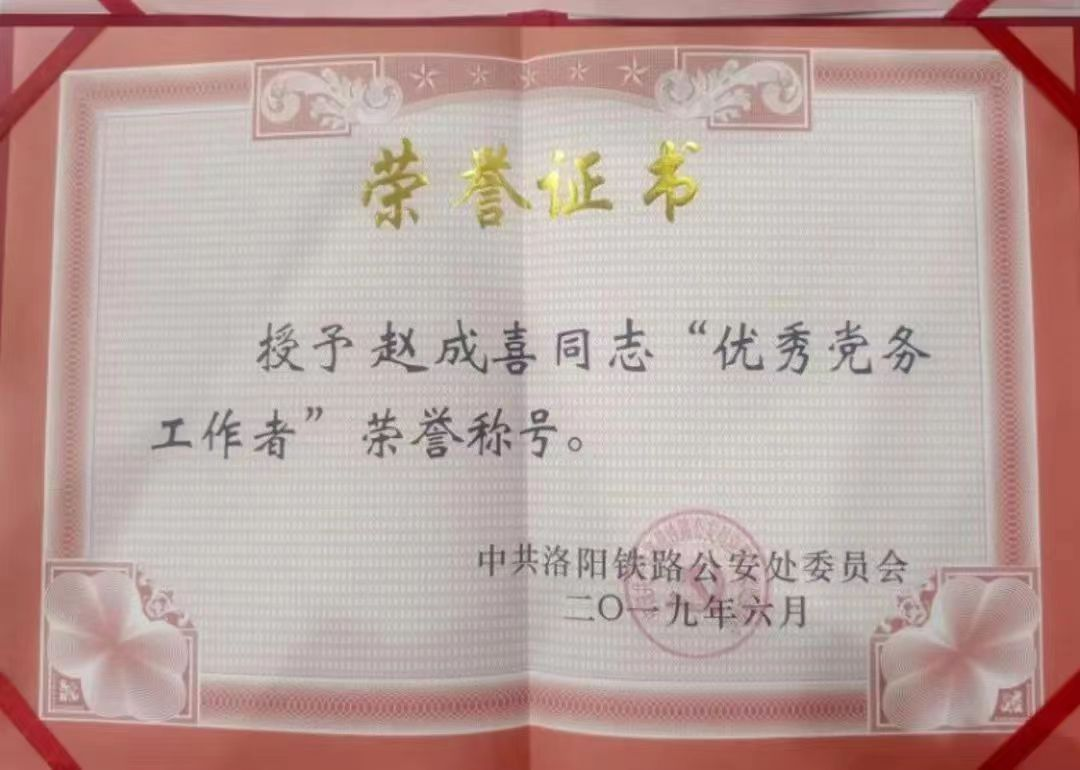 荣誉证书
授予赵成喜同志“优秀党务
工作者”荣誉称号。
中共洛阳铁路公安处委员会
二〇一九年六月